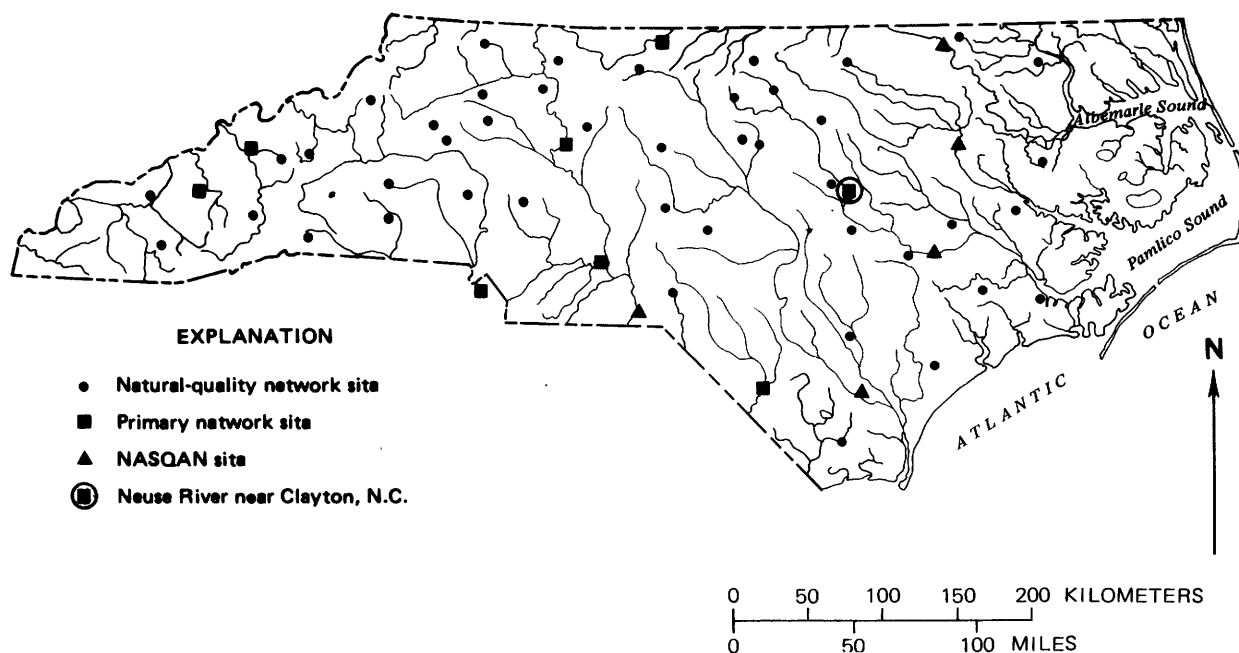 Albemarle Sound
Pamlico Sound
ATLANTIC OCEAN
N
EXPLANATION
Natural-quality network site
Primary network site
NASQAN site
Neuse River near Clayton, N.C.
0 50 100 150 200 KILOMETERS
0 50 100 MILES